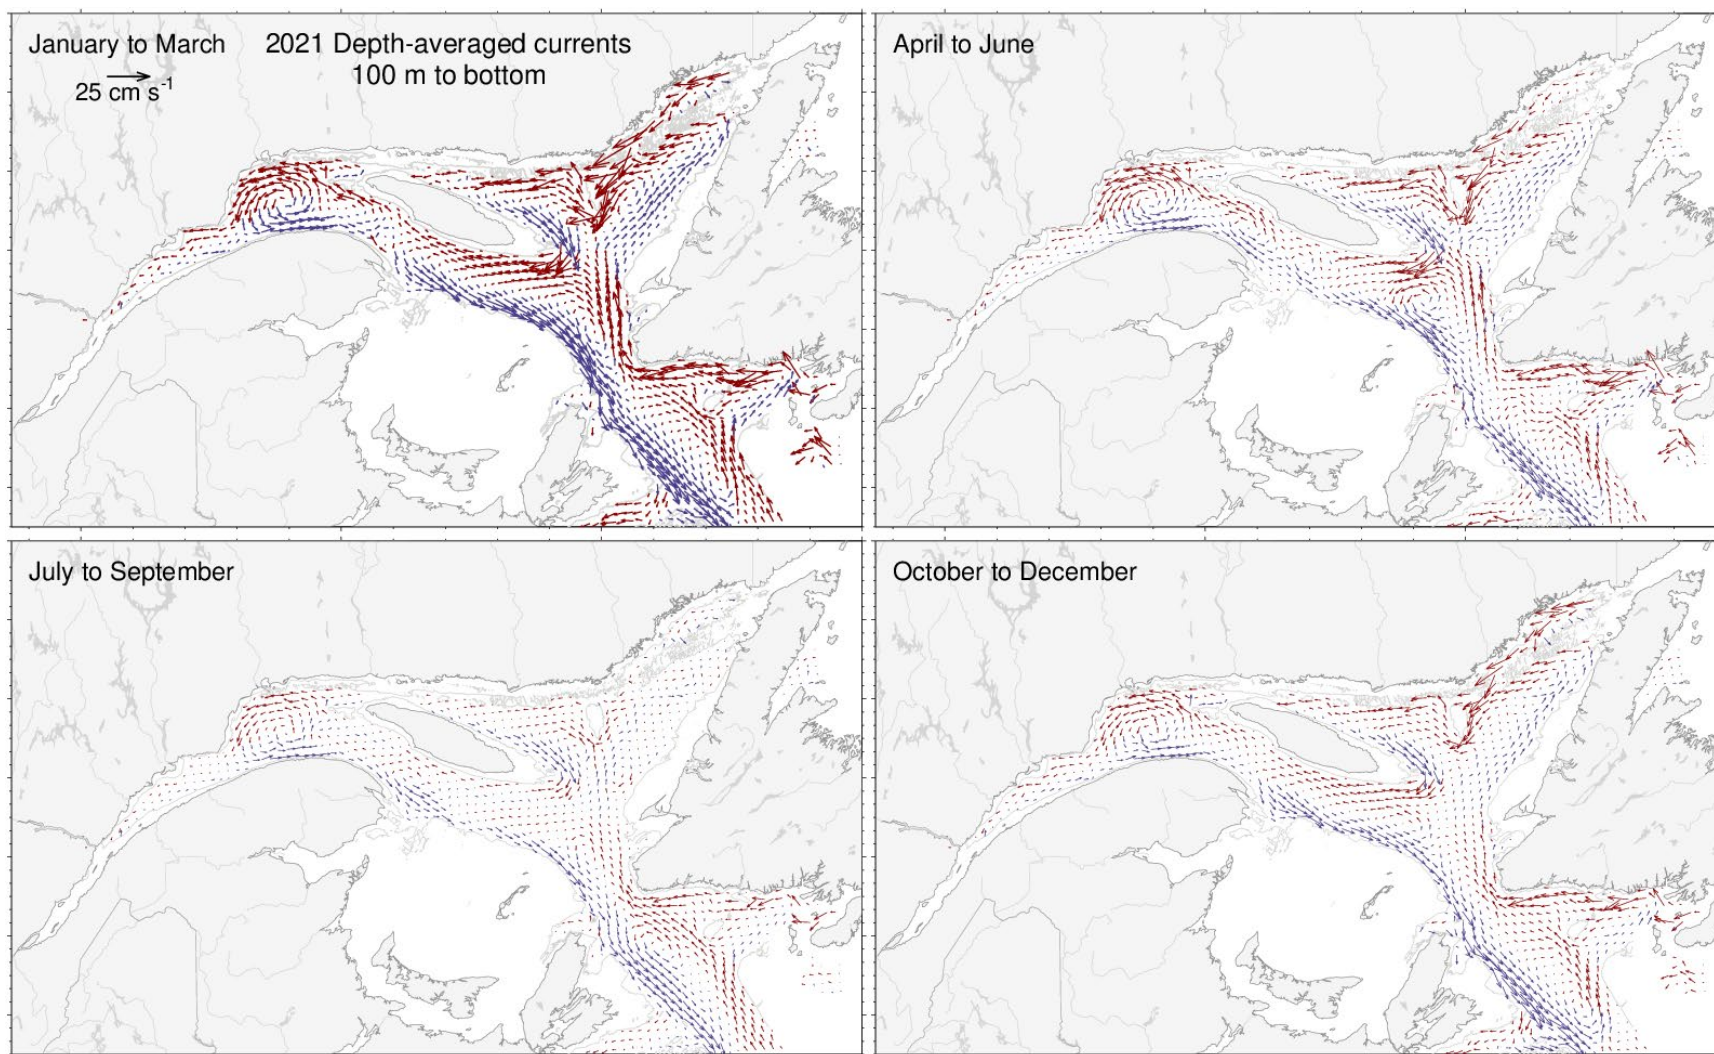 January to March
2021 Depth-averaged currents
100 m to bottom
25 cm s⁻¹
April to June
July to September
October to December